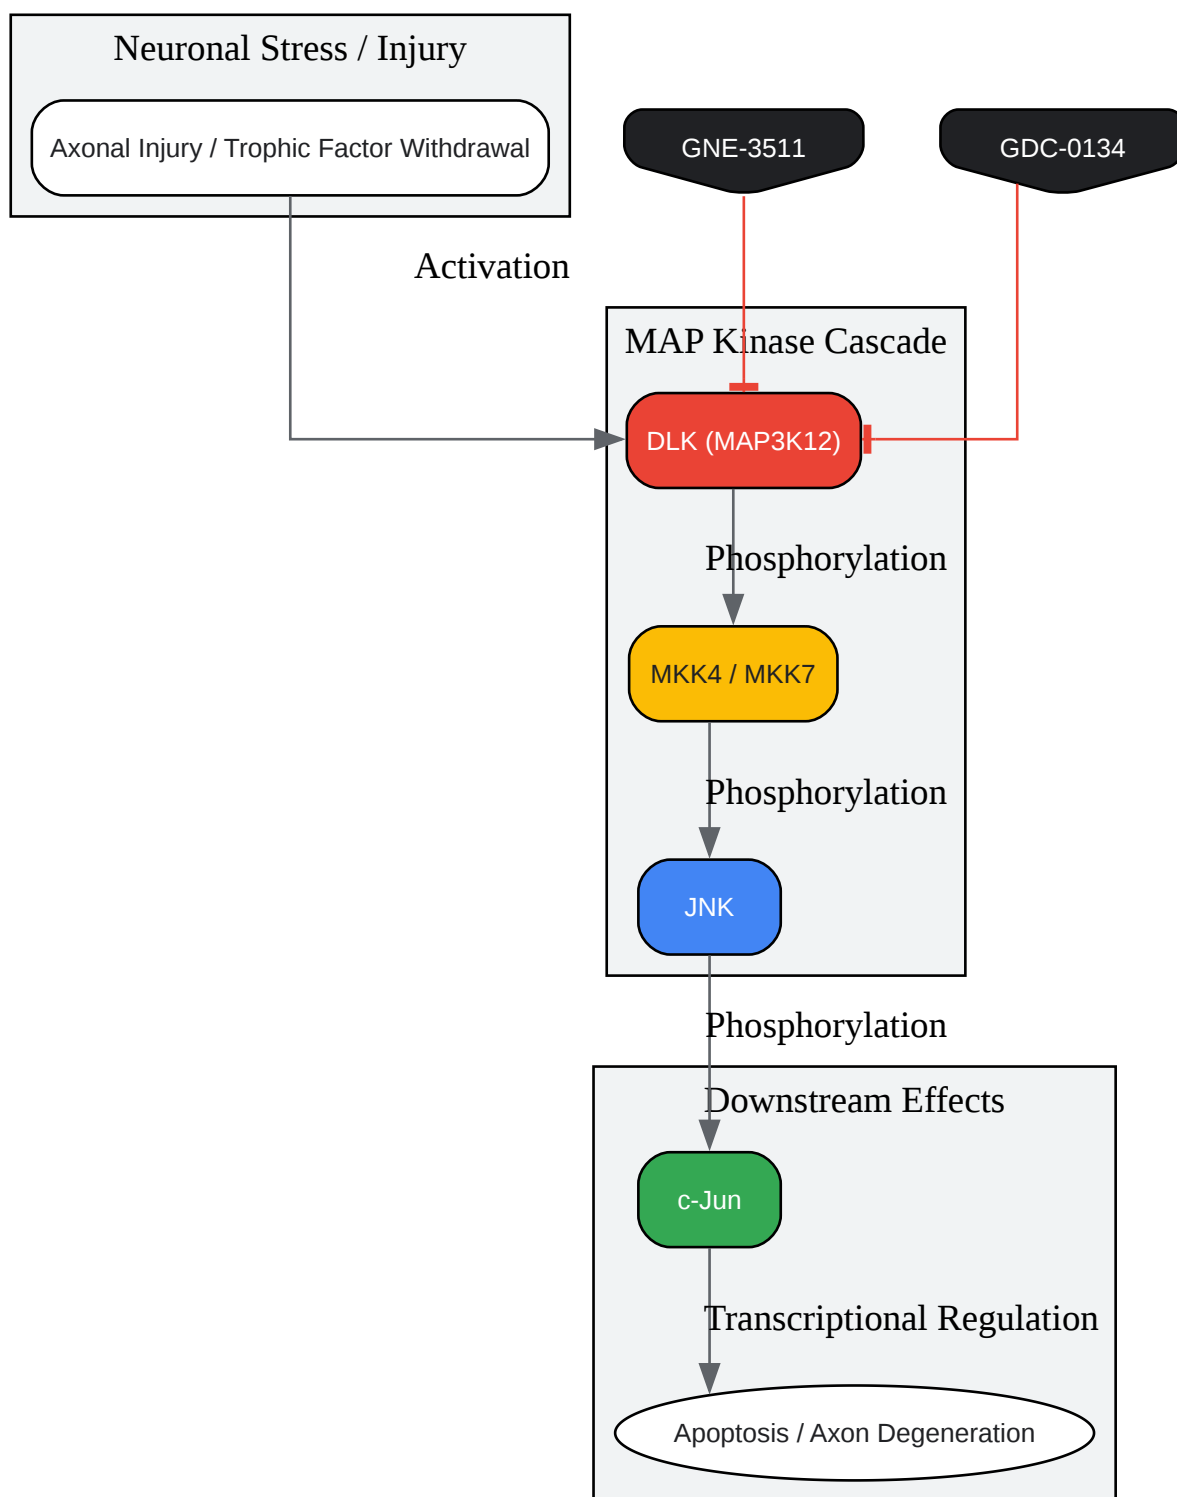 Neuronal Stress / Injury
Axonal Injury / Trophic Factor Withdrawal
GNE-3511
GDC-0134
Activation
MAP Kinase Cascade
DLK (MAP3K12)
Phosphorylation
MKK4 / MKK7
Phosphorylation
JNK
Phosphorylation
Downstream Effects
c-Jun
Transcriptional Regulation
Apoptosis / Axon Degeneration